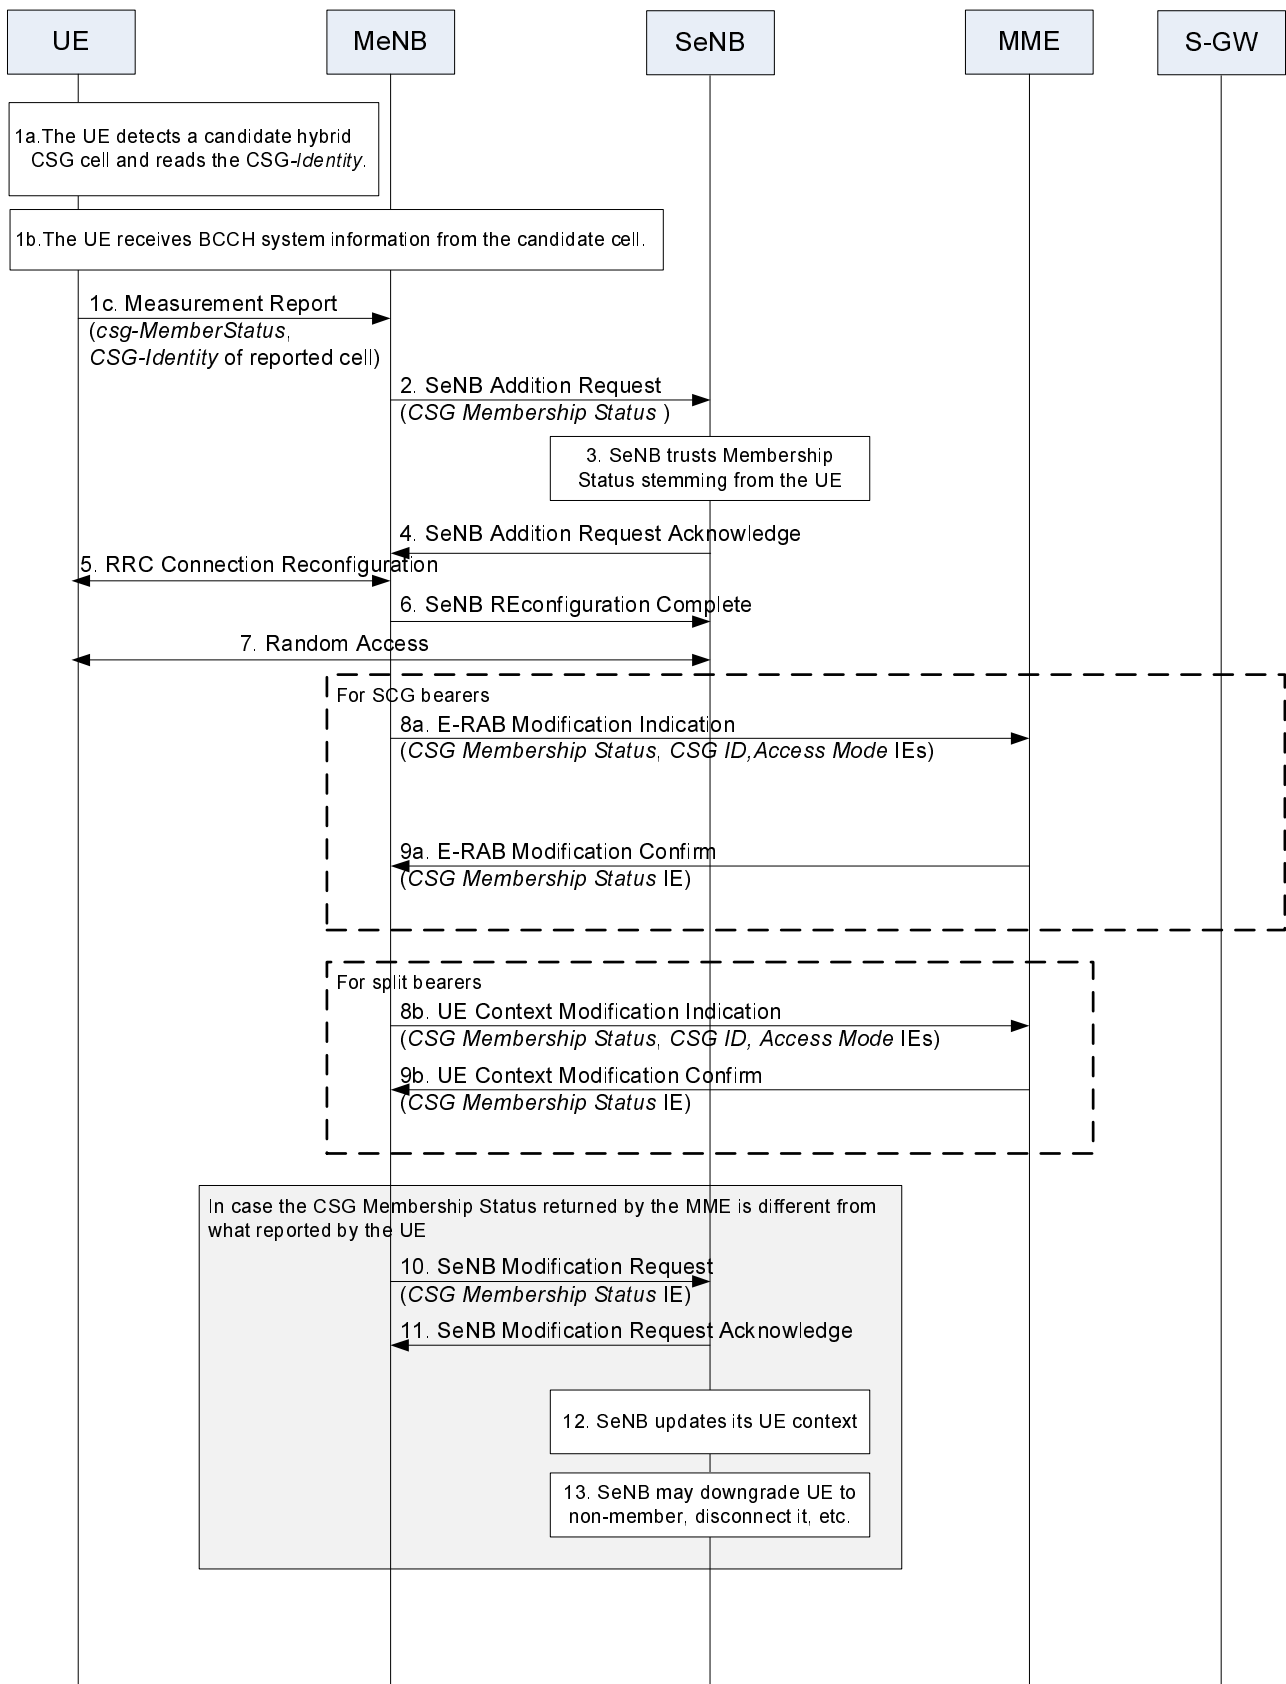 UE
MeNB
SeNB
MME
S-GW
1a.The UE detects a candidate hybrid
CSG cell and reads the CSG-Identity.
1b.The UE receives BCCH system information from the candidate cell.
1c. Measurement Report
(csg-MemberStatus,
CSG-Identity of reported cell)
2. SeNB Addition Request
(CSG Membership Status )
3. SeNB trusts Membership
Status stemming from the UE
4. SeNB Addition Request Acknowledge
5. RRC Connection Reconfiguration
6. SeNB REconfiguration Complete
7. Random Access
For SCG bearers
8a. E-RAB Modification Indication
(CSG Membership Status, CSG ID,Access Mode IEs)
9a. E-RAB Modification Confirm
(CSG Membership Status IE)
For split bearers
8b. UE Context Modification Indication
(CSG Membership Status, CSG ID, Access Mode IEs)
9b. UE Context Modification Confirm
(CSG Membership Status IE)
In case the CSG Membership Status returned by the MME is different from
what reported by the UE
10. SeNB Modification Request
(CSG Membership Status IE)
11. SeNB Modification Request Acknowledge
12. SeNB updates its UE context
13. SeNB may downgrade UE to
non-member, disconnect it, etc.